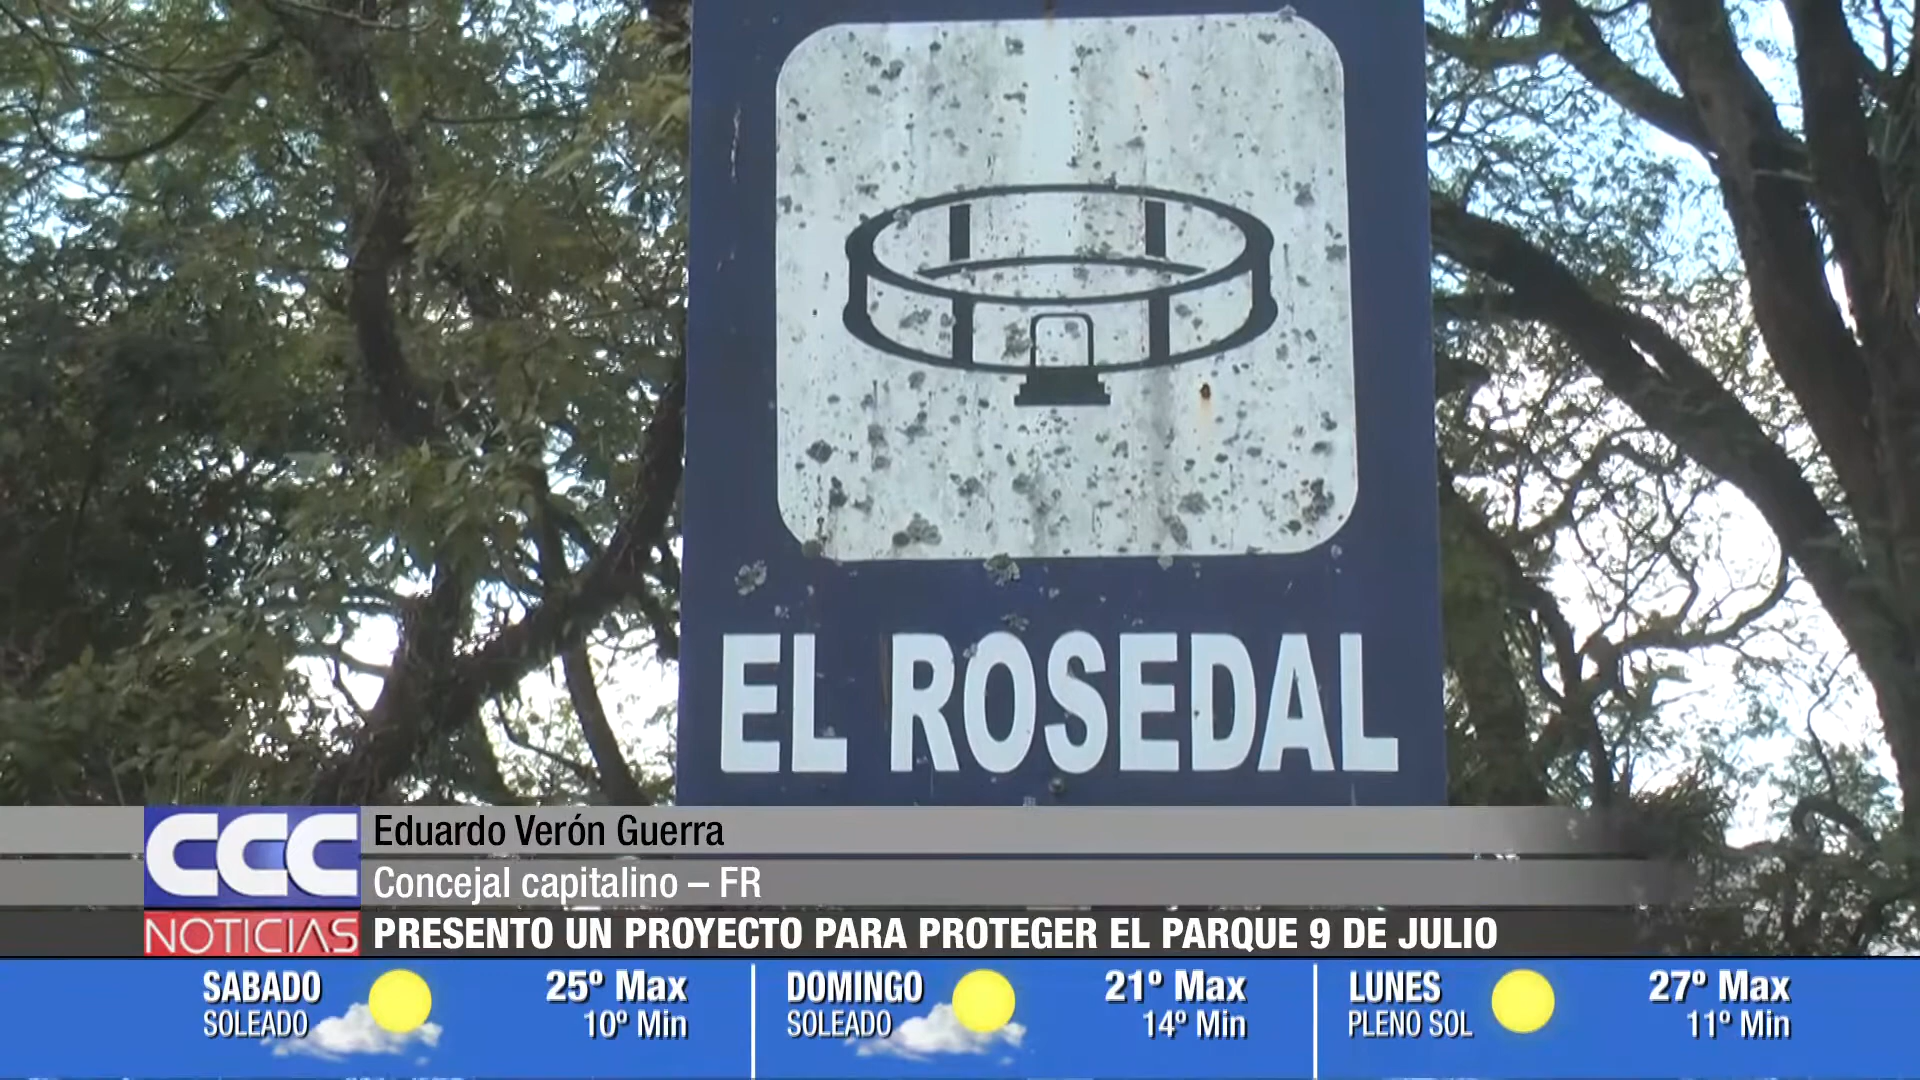 EL ROSEDAL
CCC
NOTICIAS
Eduardo Verón Guerra
Concejal capitalino – FR
PRESENTO UN PROYECTO PARA PROTEGER EL PARQUE 9 DE JULIO
SABADO
SOLEADO
25º Max
10º Min
DOMINGO
SOLEADO
21º Max
14º Min
LUNES
PLENO SOL
27º Max
11º Min